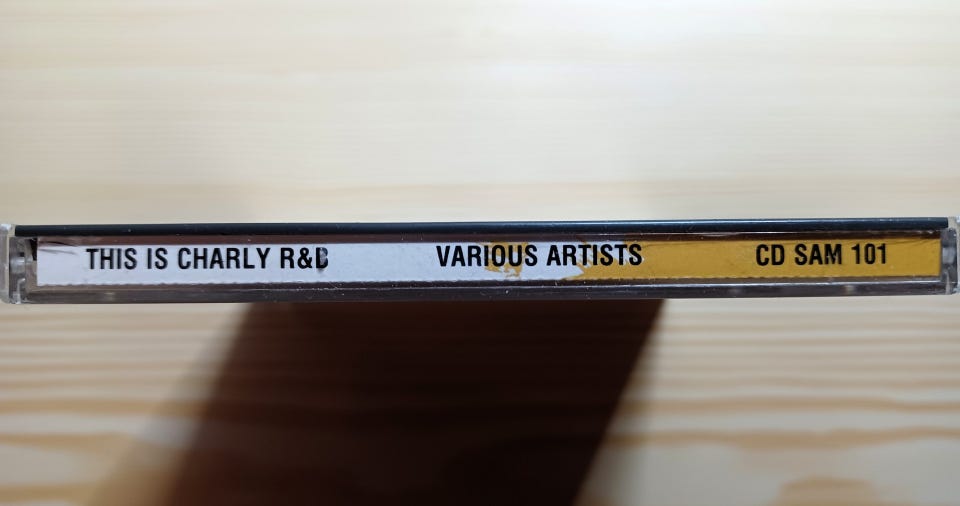 THIS IS CHARLY R&B VARIOUS ARTISTS CD SAM 101